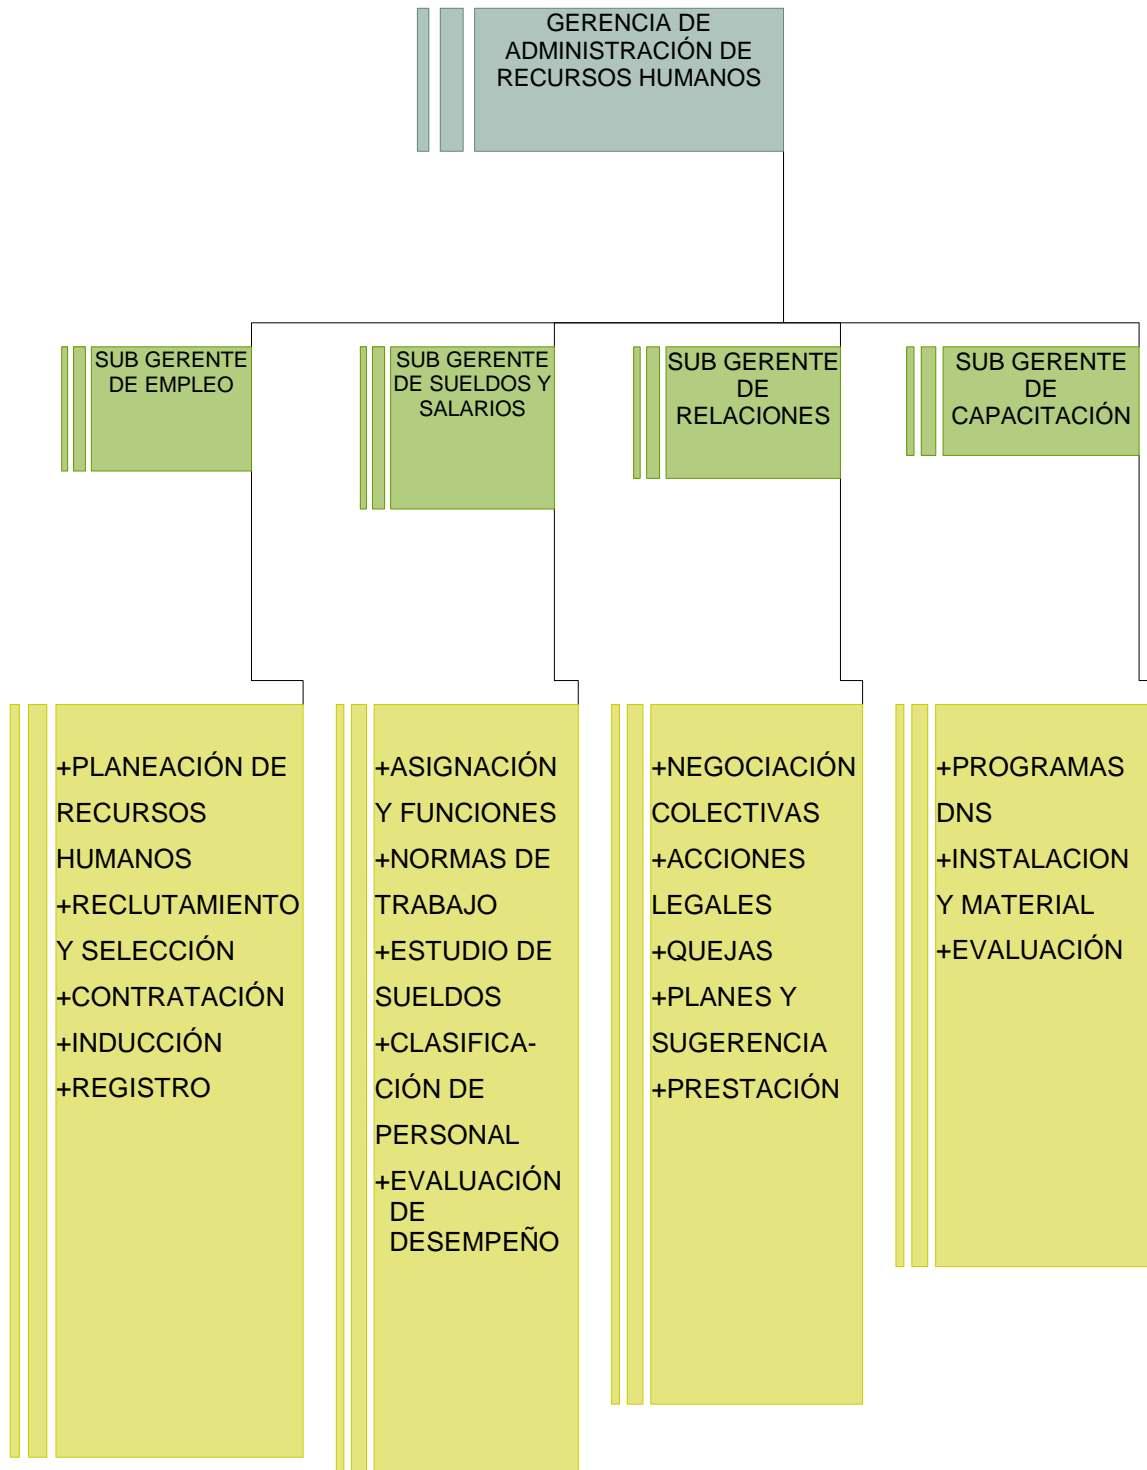 GERENCIA DE
ADMINISTRACIÓN DE
RECURSOS HUMANOS
SUB GERENTE
DE EMPLEO
SUB GERENTE
DE SUELDOS Y
SALARIOS
SUB GERENTE
DE
RELACIONES
SUB GERENTE
DE
CAPACITACIÓN
+PLANEACIÓN DE
RECURSOS
HUMANOS
+RECLUTAMIENTO
Y SELECCIÓN
+CONTRATACIÓN
+INDUCCIÓN
+REGISTRO
+ASIGNACIÓN
Y FUNCIONES
+NORMAS DE
TRABAJO
+ESTUDIO DE
SUELDOS
+CLASIFICA-
CIÓN DE
PERSONAL
+EVALUACIÓN
DE
DESEMPEÑO
+NEGOCIACIÓN
COLECTIVAS
+ACCIONES
LEGALES
+QUEJAS
+PLANES Y
SUGERENCIA
+PRESTACIÓN
+PROGRAMAS
DNS
+INSTALACION
Y MATERIAL
+EVALUACIÓN